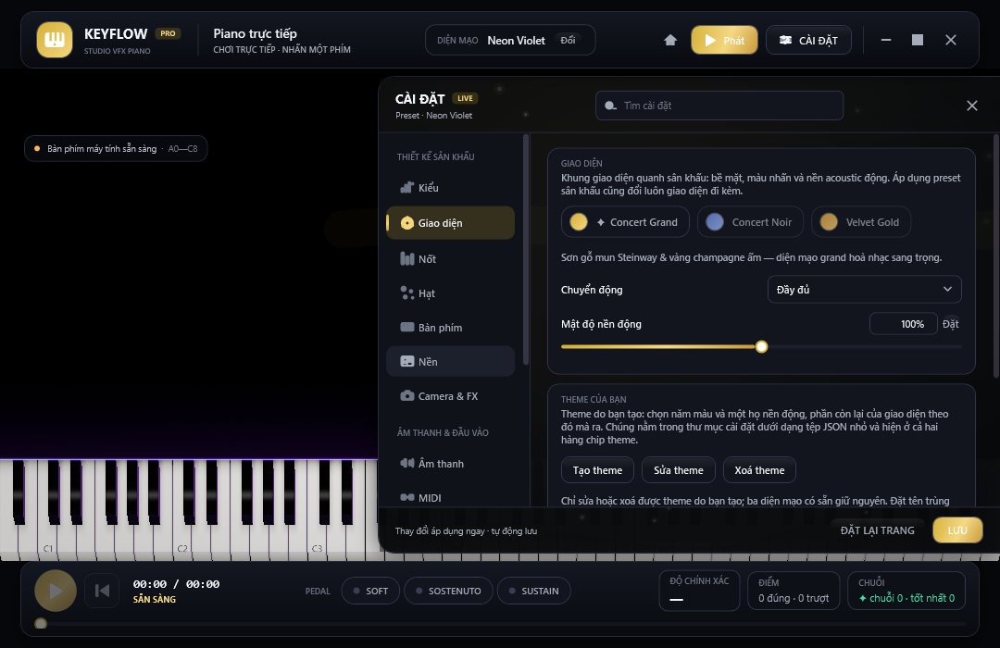 KEYFLOW PRO
STUDIO VFX PIANO
Piano trực tiếp
CHƠI TRỰC TIẾP · NHẤN MỘT PHÍM
DIỆN MẠO Neon Violet Đổi
Phát
CÀI ĐẶT
Bàn phím máy tính sẵn sàng · A0—C8
CÀI ĐẶT LIVE
Preset · Neon Violet
Tìm cài đặt
THIẾT KẾ SÂN KHẤU
Kiểu
Giao diện
Nốt
Hạt
Bàn phím
Nền
Camera & FX
ÂM THANH & ĐẦU VÀO
Âm thanh
MIDI
GIAO DIỆN
Khung giao diện quanh sân khấu: bề mặt, màu nhấn và nền acoustic động. Áp dụng preset
sân khấu cũng đổi luôn giao diện đi kèm.
✦ Concert Grand
Concert Noir
Velvet Gold
Sơn gỗ mun Steinway & vàng champagne ấm — diện mạo grand hoà nhạc sang trọng.
Chuyển động
Đầy đủ
Mật độ nền động
100% Đặt
THEME CỦA BẠN
Theme do bạn tạo: chọn năm màu và một họ nền động, phần còn lại của giao diện theo
đó mà ra. Chúng nằm trong thư mục cài đặt dưới dạng tệp JSON nhỏ và hiện ở cả hai
hàng chip theme.
Tạo theme
Sửa theme
Xoá theme
Chỉ sửa hoặc xoá được theme do bạn tạo; ba diện mạo có sẵn giữ nguyên. Đặt tên trùng
Thay đổi áp dụng ngay · tự động lưu
ĐẶT LẠI TRANG
LƯU
C1
C2
C3
00:00 / 00:00
SẴN SÀNG
PEDAL
SOFT
SOSTENUTO
SUSTAIN
ĐỘ CHÍNH XÁC
—
ĐIỂM
0 đúng · 0 trượt
CHUỖI
✦ chuỗi 0 · tốt nhất 0